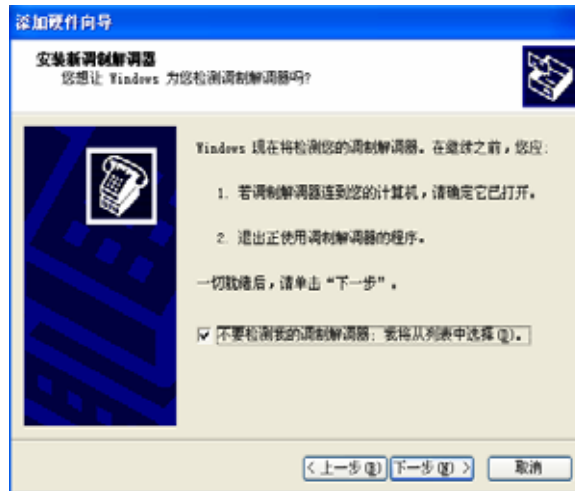 添加硬件向导
安装新调制解调器
您想让 Windows 为您检测调制解调器吗?
Windows 现在将检测您的调制解调器。在继续之前，您应:
1. 若调制解调器连到您的计算机，请确定它已打开。
2. 退出正使用调制解调器的程序。
一切就绪后，请单击“下一步”。
不要检测我的调制解调器; 我将从列表中选择(D)。
< 上一步(B) 下一步(N) > 取消